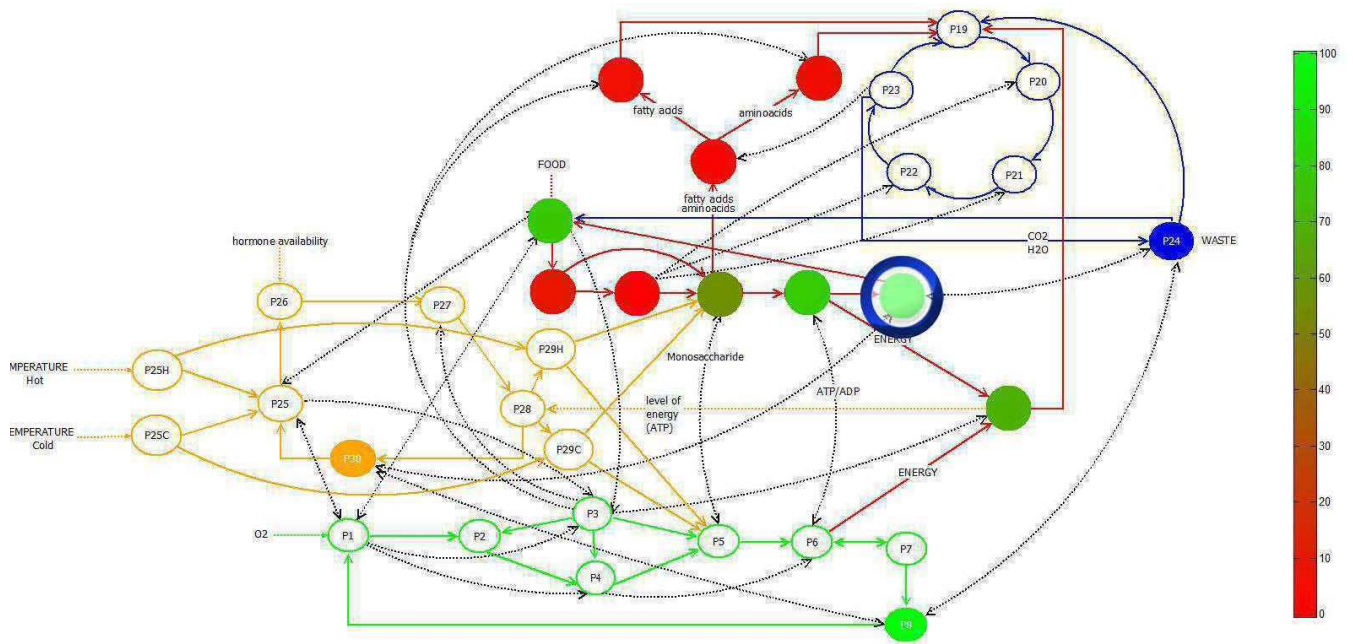 P19
100
P23
P20
90
fatty acids
aminoacids
80
FOOD
P22
P21
70
fatty acids
aminoacids
hormone availability
CO2
H2O
P24
WASTE
60
P26
P27
50
ENERGY
P29H
Monosaccharide
MPERATURE
Hot
P25H
40
ATP/ADP
P25
P28
level of
energy
(ATP)
30
EMPERATURE
Cold
P25C
P29C
P30
ENERGY
20
P3
O2
P1
P2
P5
P6
P7
10
P4
P8
0